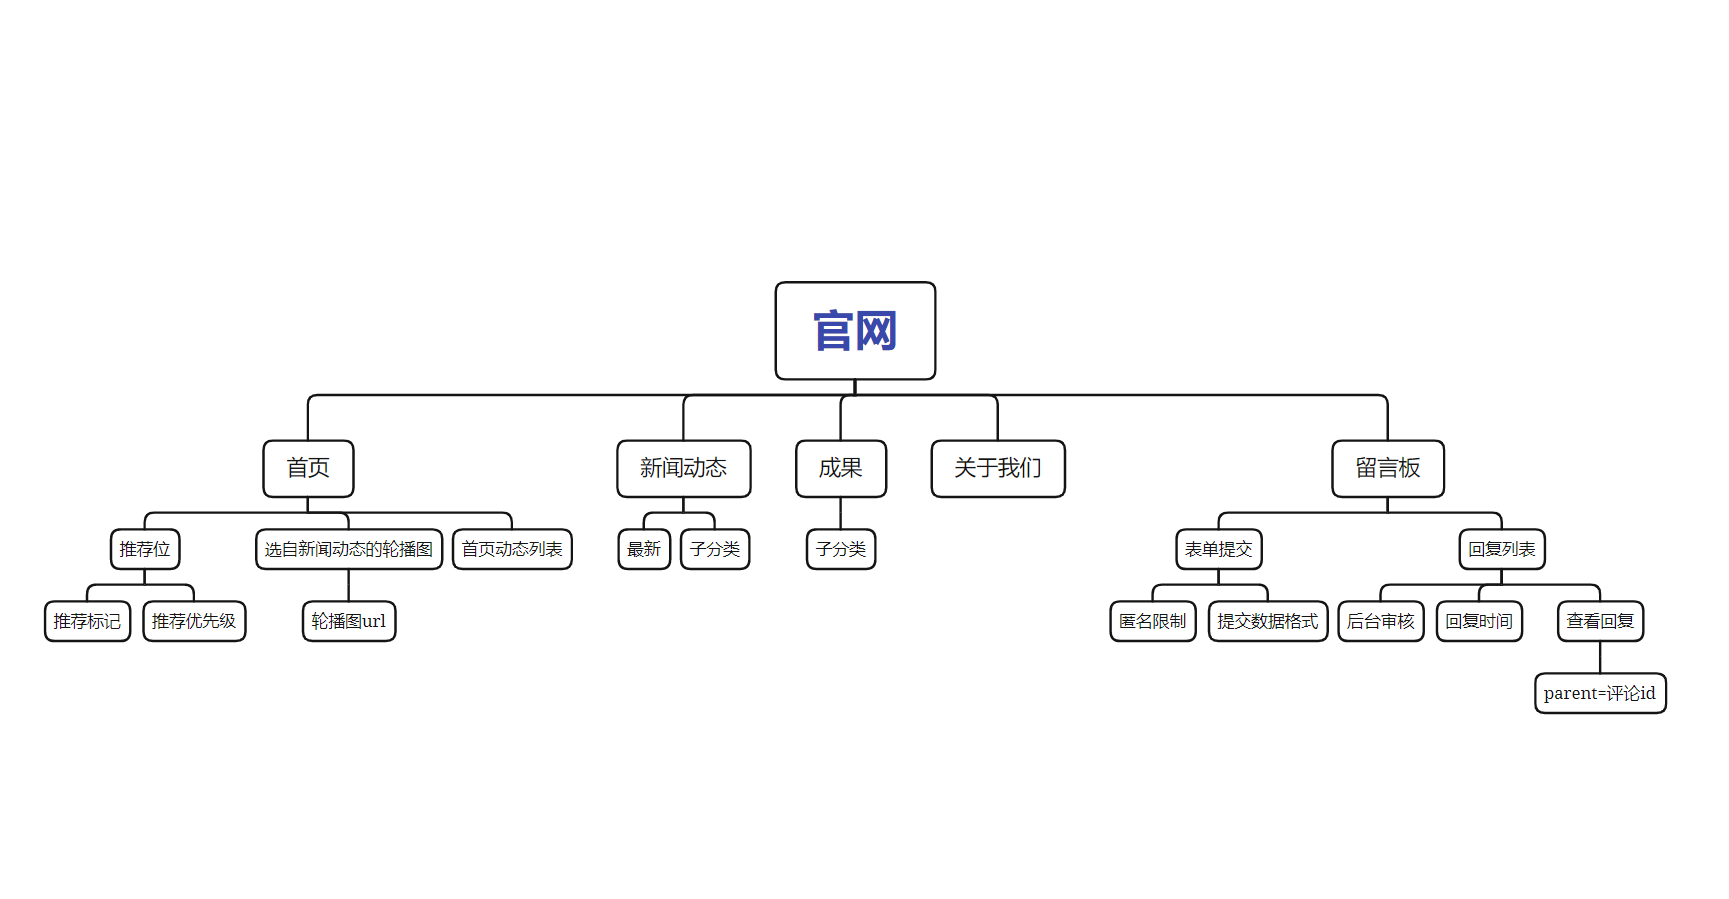 官网
首页
新闻动态
成果
关于我们
留言板
推荐位
选自新闻动态的轮播图
首页动态列表
最新
子分类
子分类
表单提交
回复列表
推荐标记
推荐优先级
轮播图url
匿名限制
提交数据格式
后台审核
回复时间
查看回复
parent=评论id